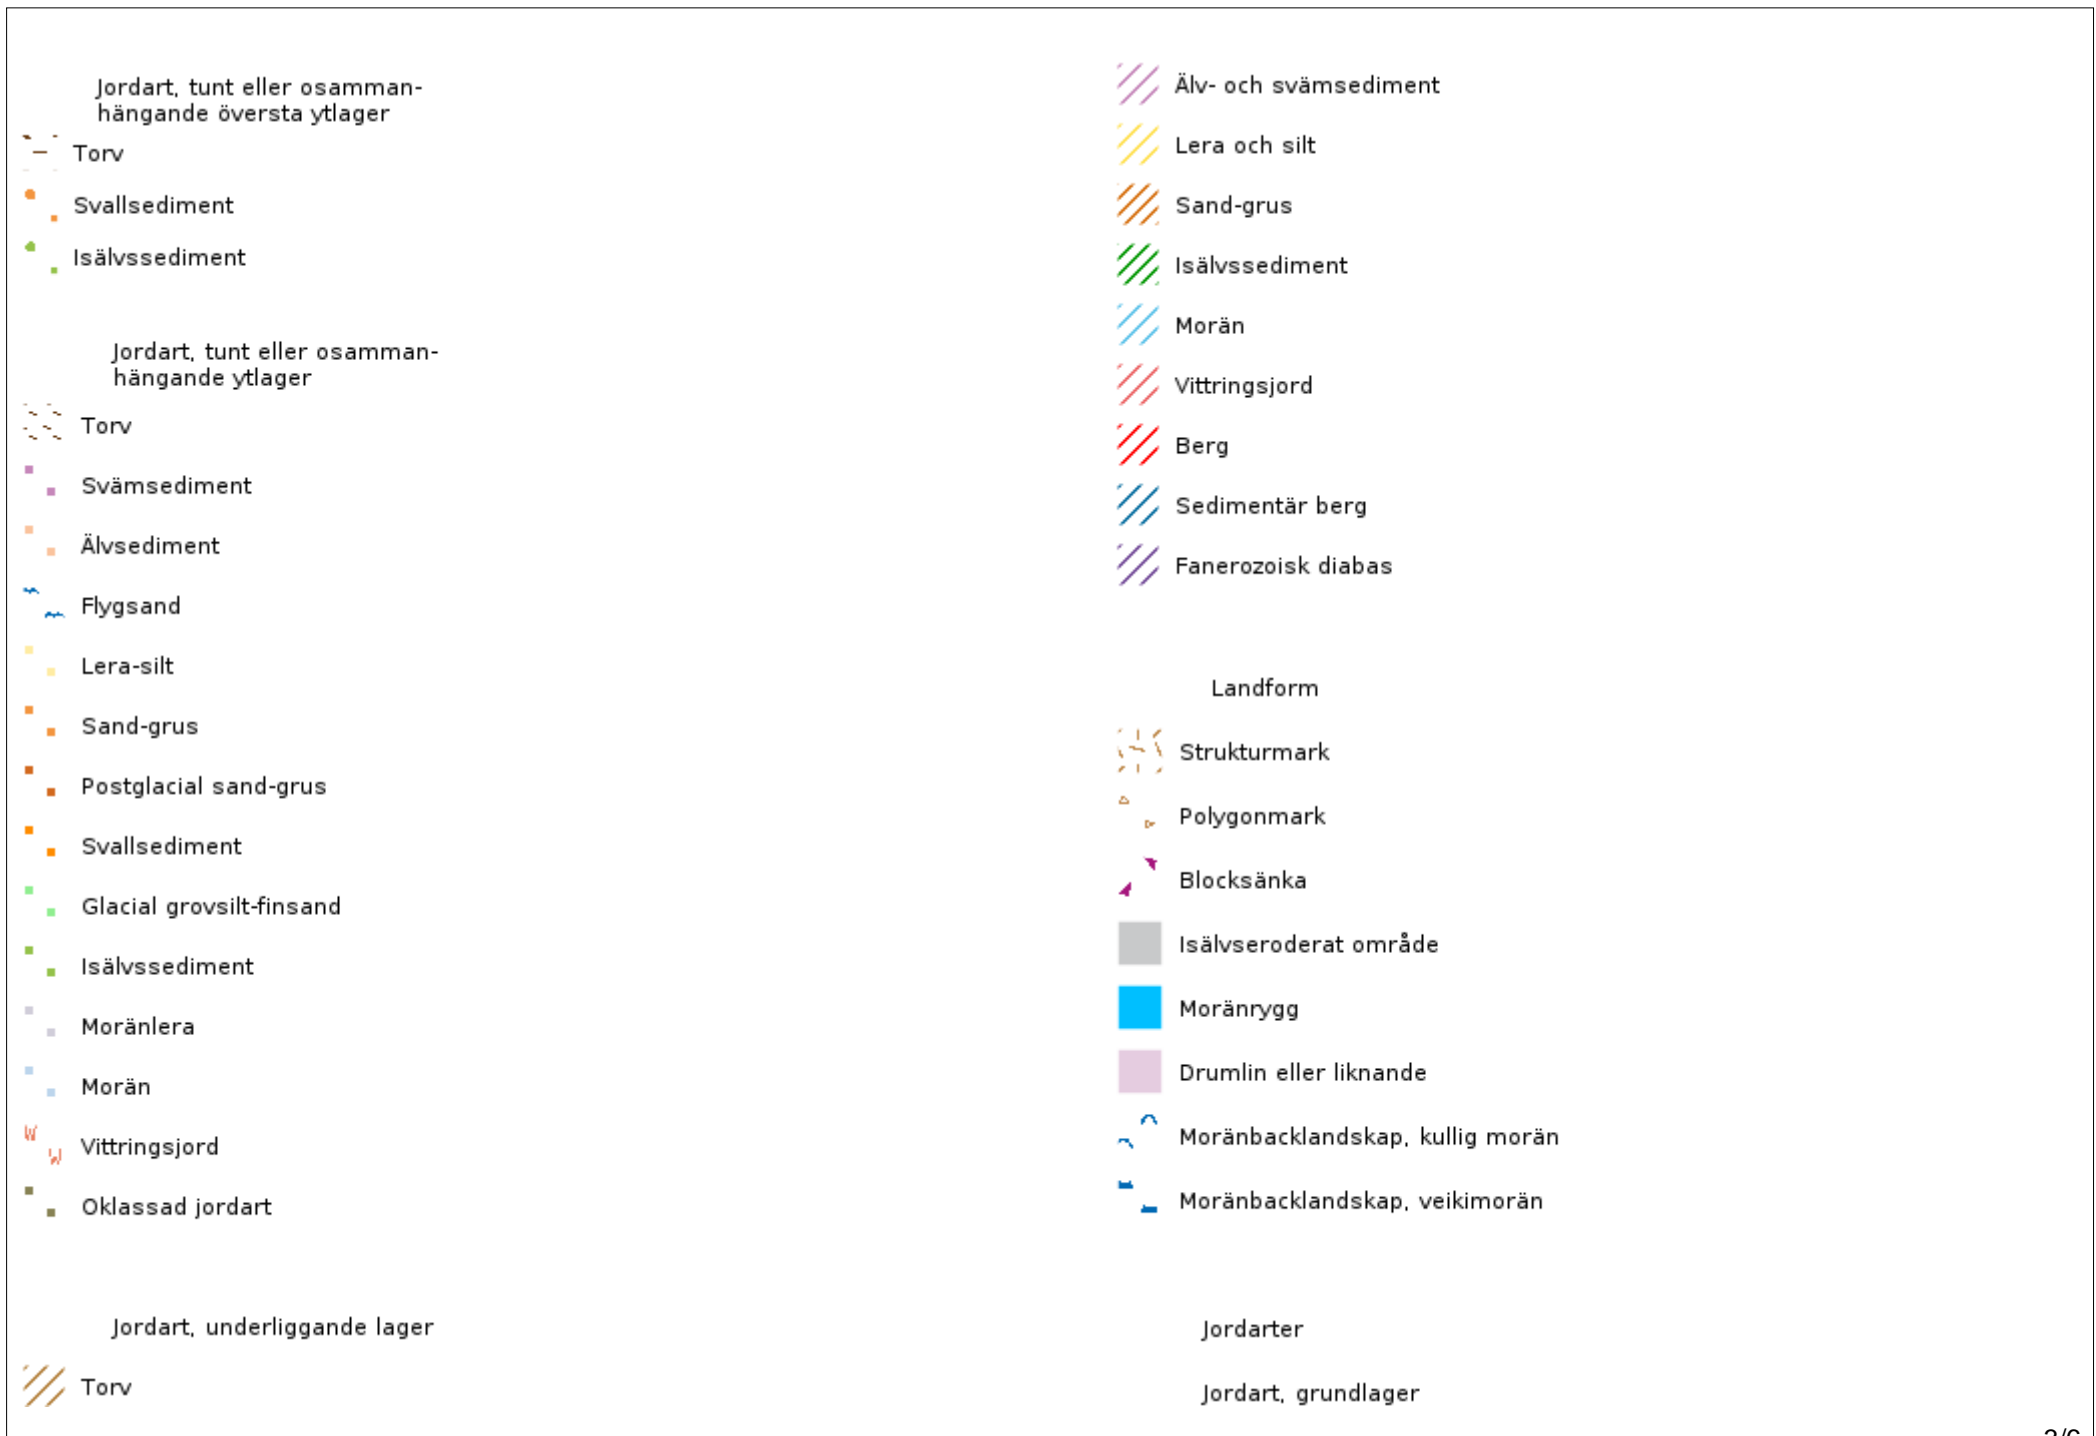 Jordart, tunt eller osamman-
hängande översta ytlager
Torv
Svallsediment
Isälvssediment
Jordart, tunt eller osamman-
hängande ytlager
Torv
Svämsediment
Älvsediment
Flygsand
Lera-silt
Sand-grus
Postglacial sand-grus
Svallsediment
Glacial grovsilt-finsand
Isälvssediment
Moränlera
Morän
Vittringsjord
Oklassad jordart
Jordart, underliggande lager
Torv
Älv- och svämsediment
Lera och silt
Sand-grus
Isälvssediment
Morän
Vittringsjord
Berg
Sedimentär berg
Fanerozoisk diabas
Landform
Strukturmark
Polygonmark
Blocksänka
Isälvseroderat område
Moränrygg
Drumlin eller liknande
Moränbacklandskap, kullig morän
Moränbacklandskap, veikimorän
Jordarter
Jordart, grundlager